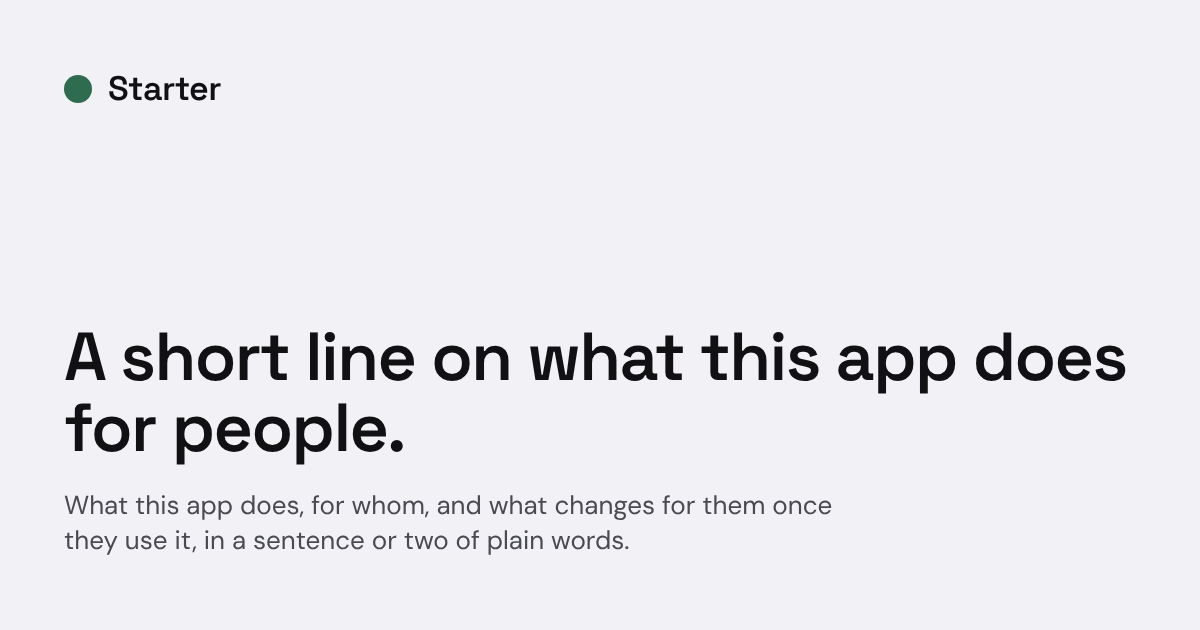 Starter
A short line on what this app does
for people.
What this app does, for whom, and what changes for them once
they use it, in a sentence or two of plain words.